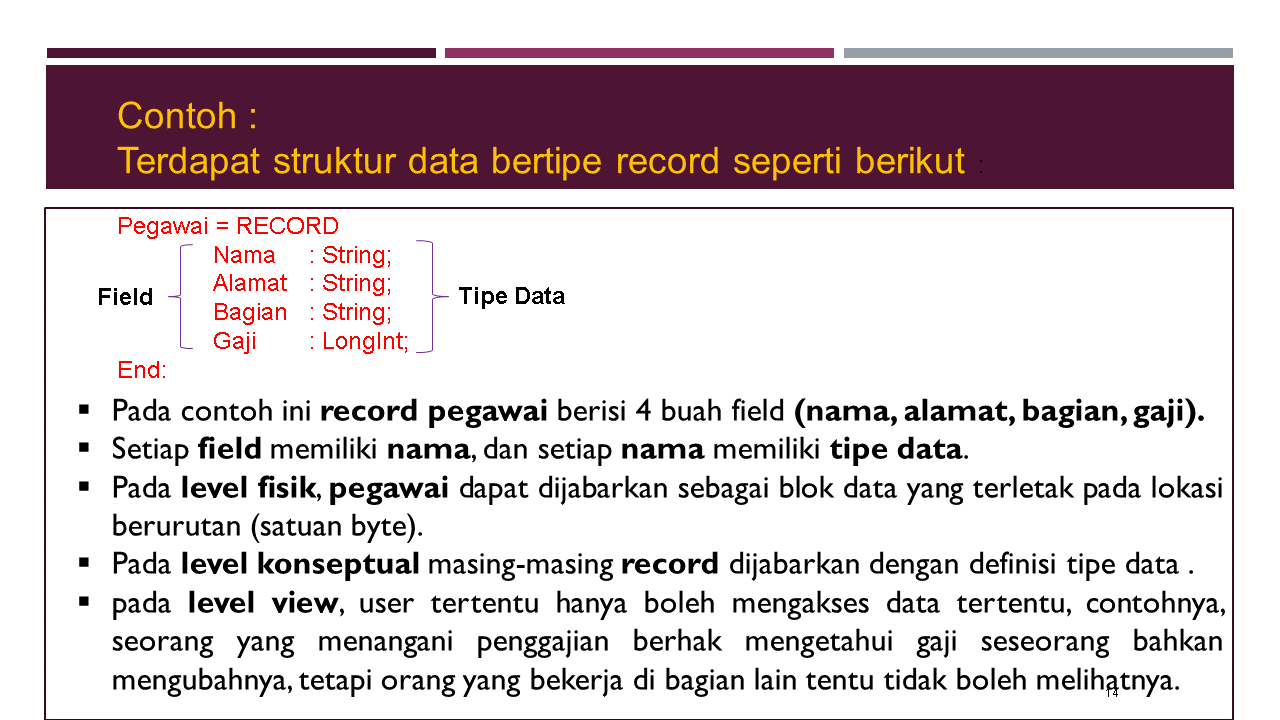 Contoh :
Terdapat struktur data bertipe record seperti berikut :
Pegawai = RECORD
Nama : String;
Alamat : String;
Field
Tipe Data
Bagian : String;
Gaji : LongInt;
End:
▪ Pada contoh ini record pegawai berisi 4 buah field (nama, alamat, bagian, gaji).
▪ Setiap field memiliki nama, dan setiap nama memiliki tipe data.
▪ Pada level fisik, pegawai dapat dijabarkan sebagai blok data yang terletak pada lokasi
berurutan (satuan byte).
▪ Pada level konseptual masing-masing record dijabarkan dengan definisi tipe data .
▪ pada level view, user tertentu hanya boleh mengakses data tertentu, contohnya,
seorang yang menangani penggajian berhak mengetahui gaji seseorang bahkan
mengubahnya, tetapi orang yang bekerja di bagian lain tentu tidak boleh melihatnya.
14